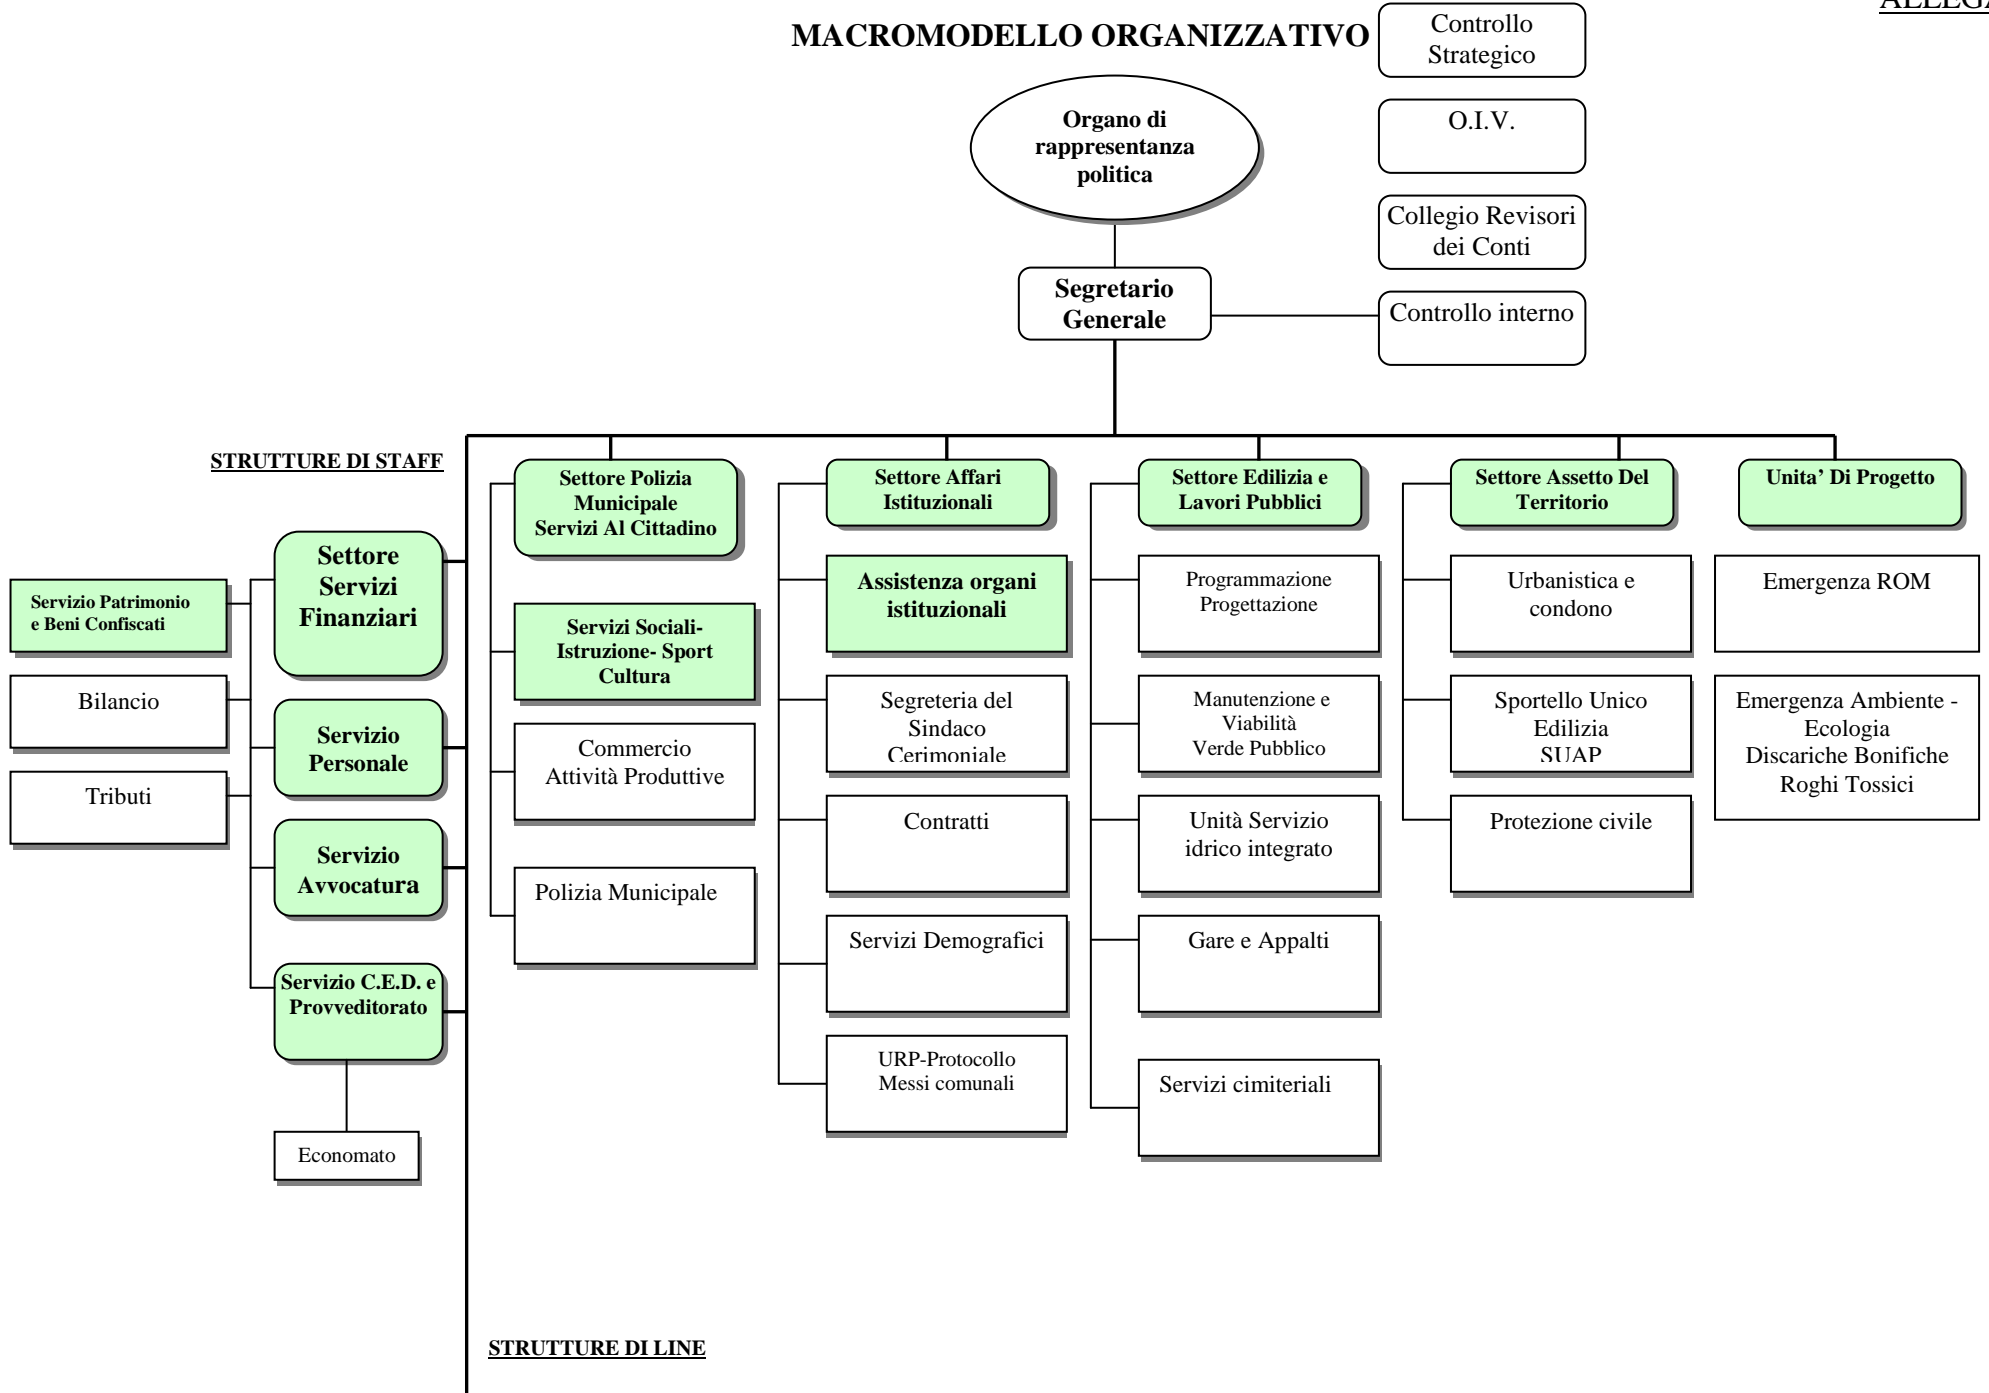 MACROMODELLO ORGANIZZATIVO
Controllo
Strategico
Organo di
rappresentanza
politica
O.I.V.
Collegio Revisori
dei Conti
Segretario
Generale
Controllo interno
STRUTTURE DI STAFF
Settore
Servizi
Finanziari
Servizio Patrimonio
e Beni Confiscati
Bilancio
Tributi
Servizio
Personale
Servizio
Avvocatura
Servizio C.E.D. e
Provveditorato
Economato
Settore Polizia
Municipale
Servizi Al Cittadino
Servizi Sociali-
Istruzione- Sport
Cultura
Commercio
Attività Produttive
Polizia Municipale
Settore Affari
Istituzionali
Assistenza organi
istituzionali
Segreteria del
Sindaco
Cerimoniale
Contratti
Servizi Demografici
URP-Protocollo
Messi comunali
Settore Edilizia e
Lavori Pubblici
Programmazione
Progettazione
Manutenzione e
Viabilità
Verde Pubblico
Unità Servizio
idrico integrato
Gare e Appalti
Servizi cimiteriali
Settore Assetto Del
Territorio
Urbanistica e
condono
Sportello Unico
Edilizia
SUAP
Protezione civile
Unita’ Di Progetto
Emergenza ROM
Emergenza Ambiente -
Ecologia
Discariche Bonifiche
Roghi Tossici
STRUTTURE DI LINE